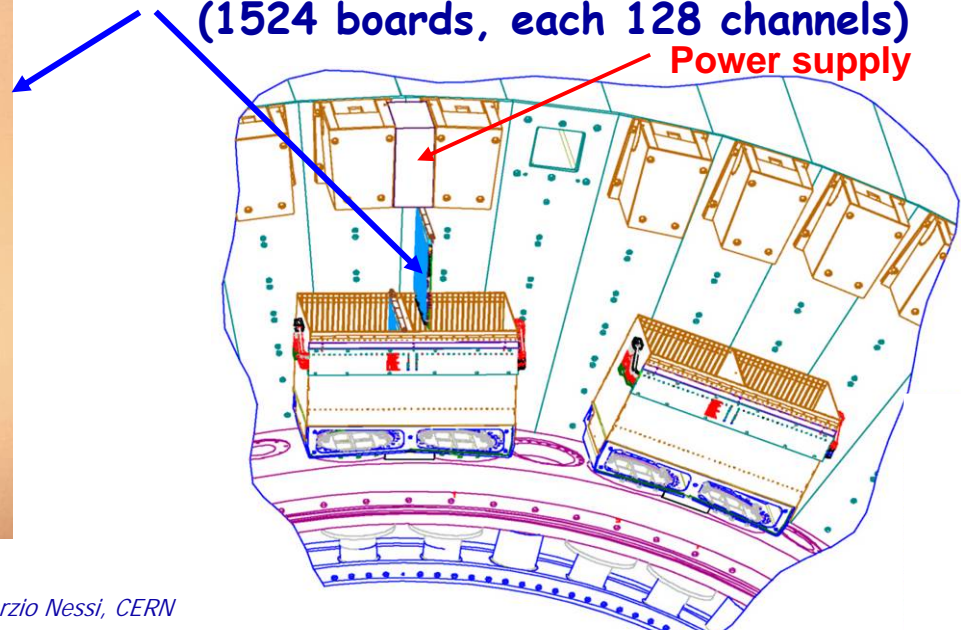 (1524 boards, each 128 channels)
Power supply
rzio Nessi, CERN